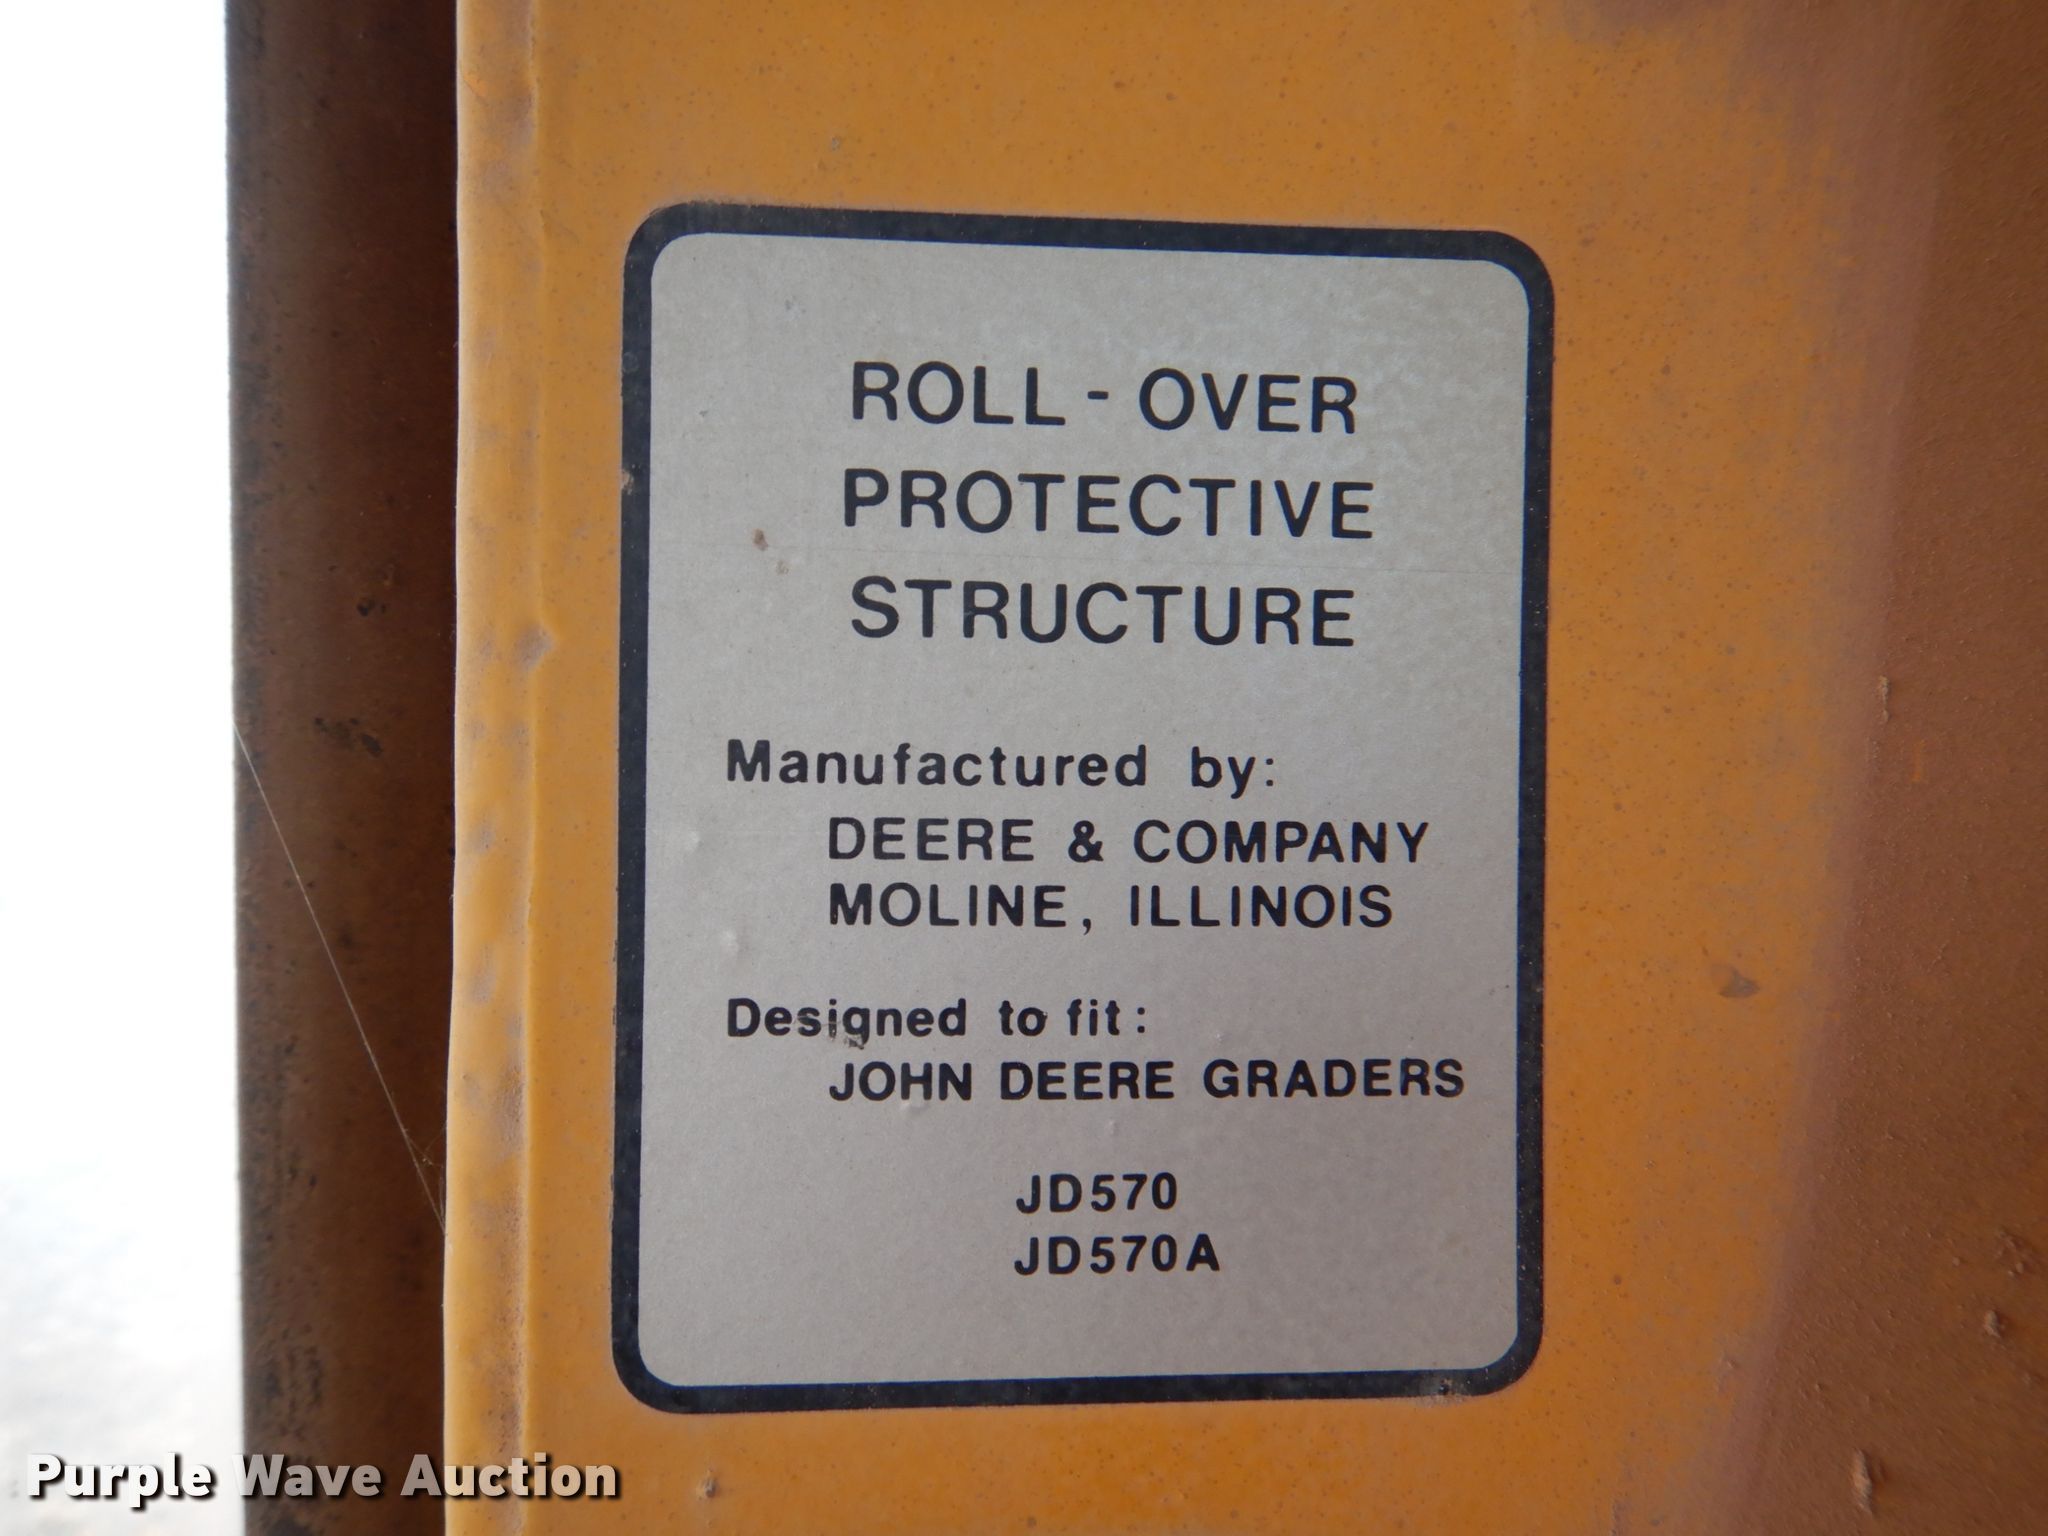 ROLL - OVER
PROTECTIVE
STRUCTURE
Manufactured by:
DEERE & COMPANY
MOLINE, ILLINOIS
Designed to fit:
JOHN DEERE GRADERS
JD570
JD570A
Purple Wave Auction